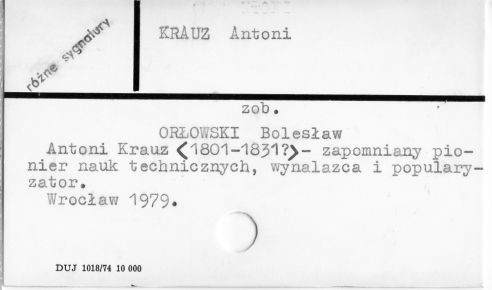 KRAUZ Antoni
różne sygnatury
zob.
ORŁOWSKI Bolesław
Antoni Krauz <1801-1831?>- zapomniany pio-
nier nauk technicznych, wynalazca i populary-
zator.
Wrocław 1979.
DUJ 1018/74 10 000